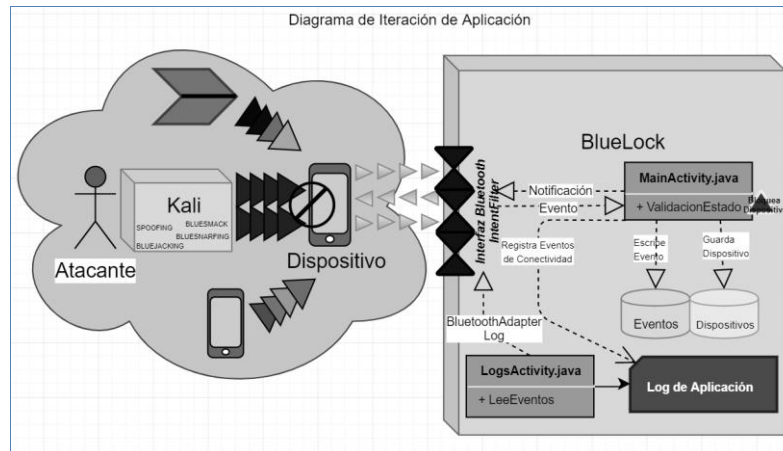 Diagrama de Iteración de Aplicación
Kali
SPOOFING
BLUESMACK
BLUESNARFING
BLUEJACKING
Atacante
Dispositivo
Interfaz Bluetooth
IntentFilter
BlueLock
Notificación
Evento
MainActivity.java
+ ValidacionEstado
Bloquea
Dispositivo
Registra Eventos
de Conectividad
Escribe
Evento
Guarda
Dispositivo
Eventos
Dispositivos
BluetoothAdapter
Log
LogsActivity.java
+ LeeEventos
Log de Aplicación